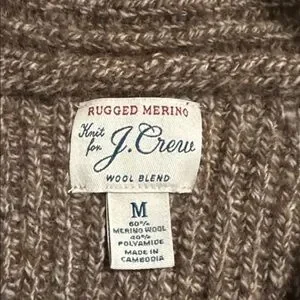 RUGGED MERINO
Knit for J.Crew
WOOL BLEND
M
60%
MERINO WOOL
40%
POLYAMIDE
MADE IN
CAMBODIA